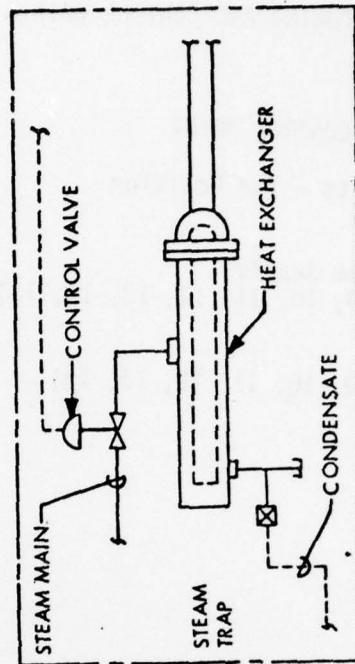 STEAM MAIN
CONTROL VALVE
STEAM
TRAP
HEAT EXCHANGER
CONDENSATE